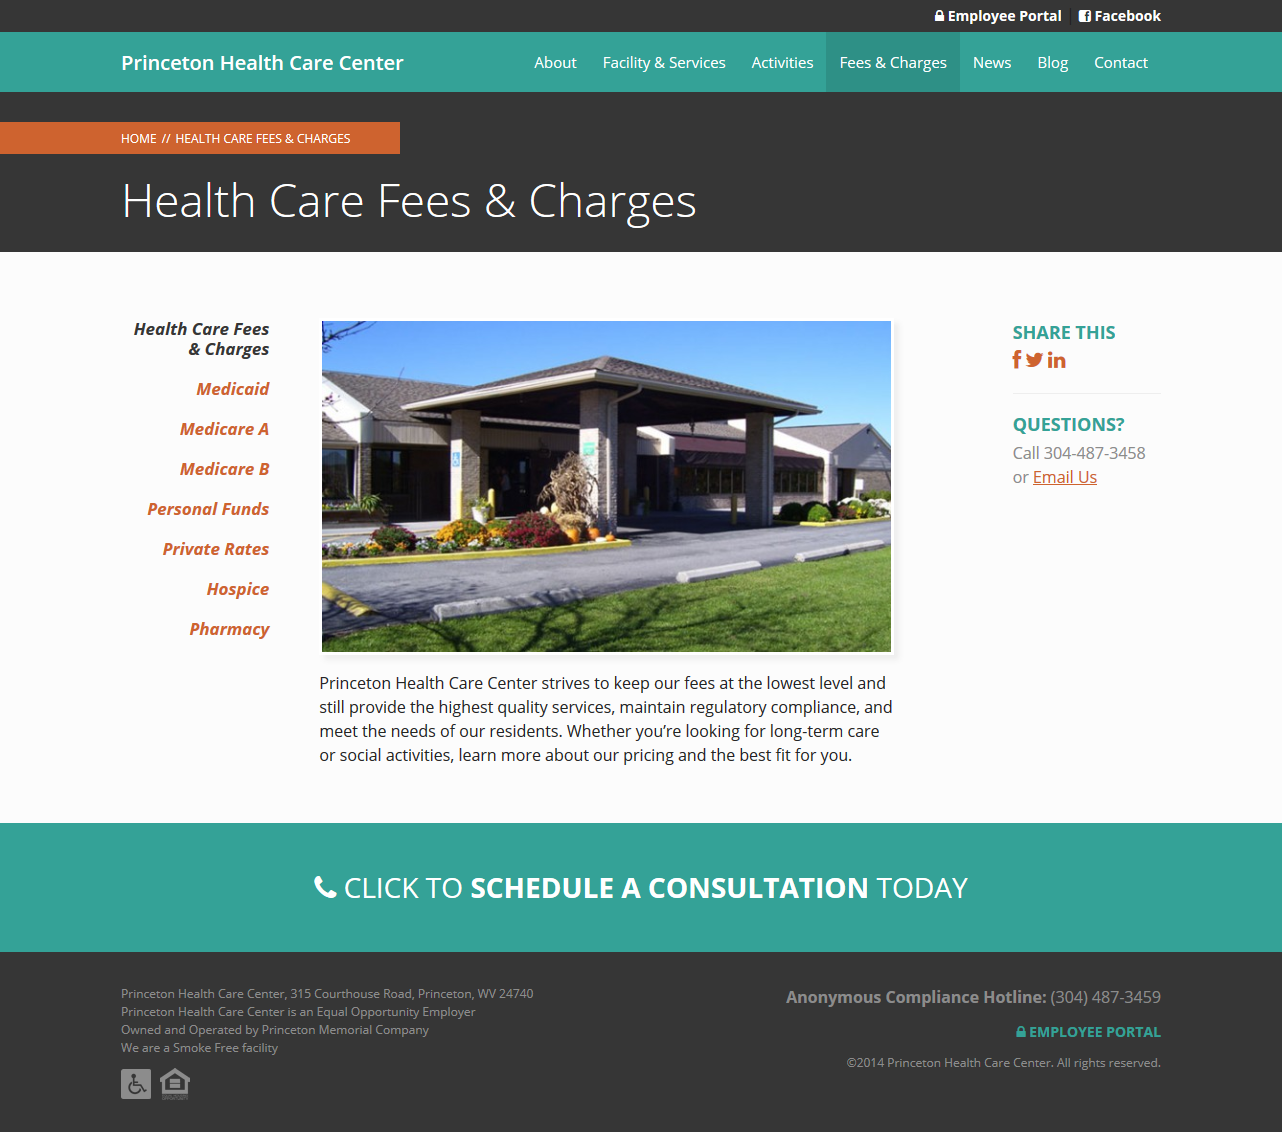 Employee Portal
Facebook
Princeton Health Care Center
About
Facility & Services
Activities
Fees & Charges
News
Blog
Contact
HOME // HEALTH CARE FEES & CHARGES
Health Care Fees & Charges
Health Care Fees
& Charges
Medicaid
Medicare A
Medicare B
Personal Funds
Private Rates
Hospice
Pharmacy
Princeton Health Care Center strives to keep our fees at the lowest level and
still provide the highest quality services, maintain regulatory compliance, and
meet the needs of our residents. Whether you’re looking for long-term care
or social activities, learn more about our pricing and the best fit for you.
SHARE THIS
QUESTIONS?
Call 304-487-3458
or Email Us
CLICK TO SCHEDULE A CONSULTATION TODAY
Princeton Health Care Center, 315 Courthouse Road, Princeton, WV 24740
Princeton Health Care Center is an Equal Opportunity Employer
Owned and Operated by Princeton Memorial Company
We are a Smoke Free facility
Anonymous Compliance Hotline: (304) 487-3459
EMPLOYEE PORTAL
©2014 Princeton Health Care Center. All rights reserved.